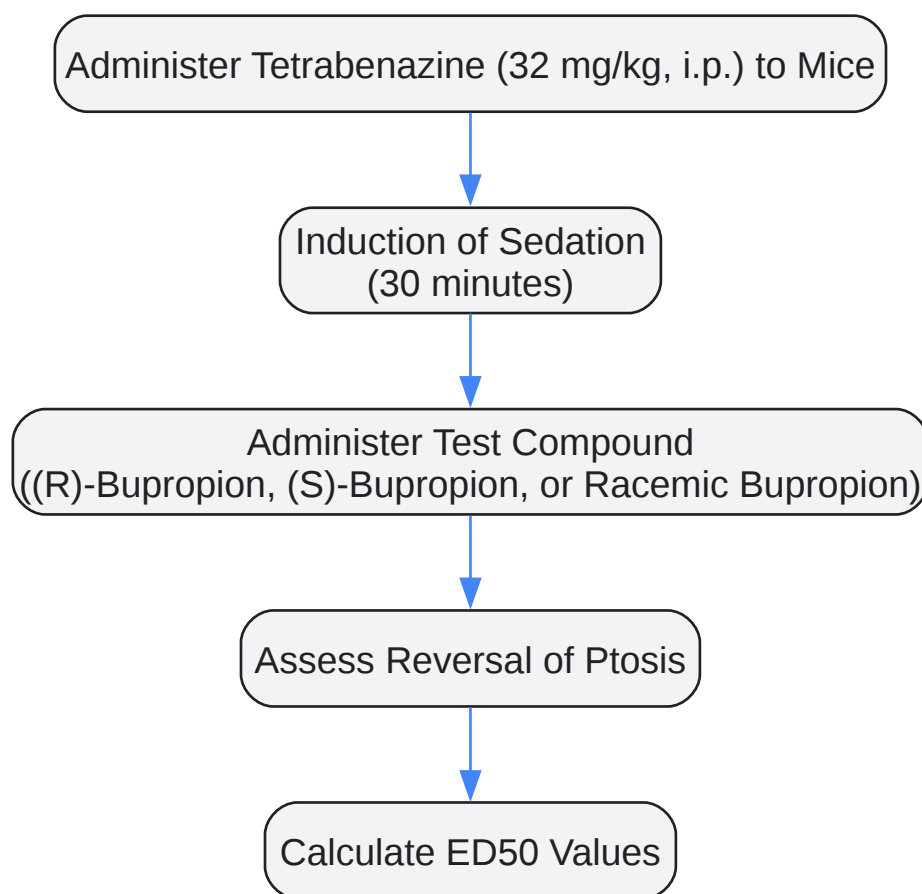 Administer Tetrabenazine (32 mg/kg, i.p.) to Mice
Induction of Sedation
(30 minutes)
Administer Test Compound
((R)-Bupropion, (S)-Bupropion, or Racemic Bupropion)
Assess Reversal of Ptosis
Calculate ED50 Values